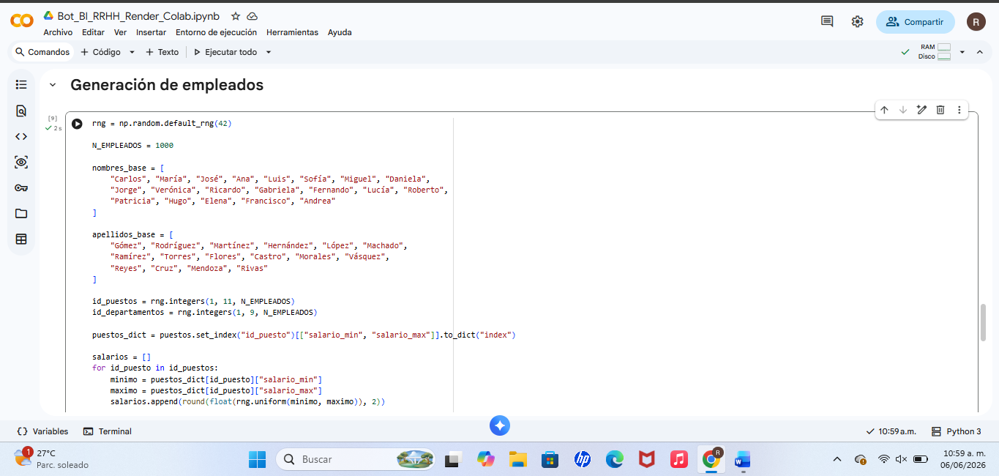 Bot_BI_RRHH_Render_Colab.ipynb
Archivo Editar Ver Insertar Entorno de ejecución Herramientas Ayuda
Compartir
R
Comandos + Código + Texto Ejecutar todo
RAM
Disco
Generación de empleados
[9]
2 s
rng = np.random.default_rng(42)
N_EMPLEADOS = 1000
nombres_base = [
"Carlos", "María", "José", "Ana", "Luis", "Sofía", "Miguel", "Daniela",
"Jorge", "Verónica", "Ricardo", "Gabriela", "Fernando", "Lucía", "Roberto",
"Patricia", "Hugo", "Elena", "Francisco", "Andrea"
]
apellidos_base = [
"Gómez", "Rodríguez", "Martínez", "Hernández", "López", "Machado",
"Ramírez", "Torres", "Flores", "Castro", "Morales", "Vásquez",
"Reyes", "Cruz", "Mendoza", "Rivas"
]
id_puestos = rng.integers(1, 11, N_EMPLEADOS)
id_departamentos = rng.integers(1, 9, N_EMPLEADOS)
puestos_dict = puestos.set_index("id_puesto")[["salario_min", "salario_max"]].to_dict("index")
salarios = []
for id_puesto in id_puestos:
minimo = puestos_dict[id_puesto]["salario_min"]
maximo = puestos_dict[id_puesto]["salario_max"]
salarios.append(round(float(rng.uniform(minimo, maximo)), 2))
Variables Terminal
10:59 a.m. Python 3
1
27°C
Parc. soleado
Buscar
hp
R
W
10:59 a. m.
06/06/2026